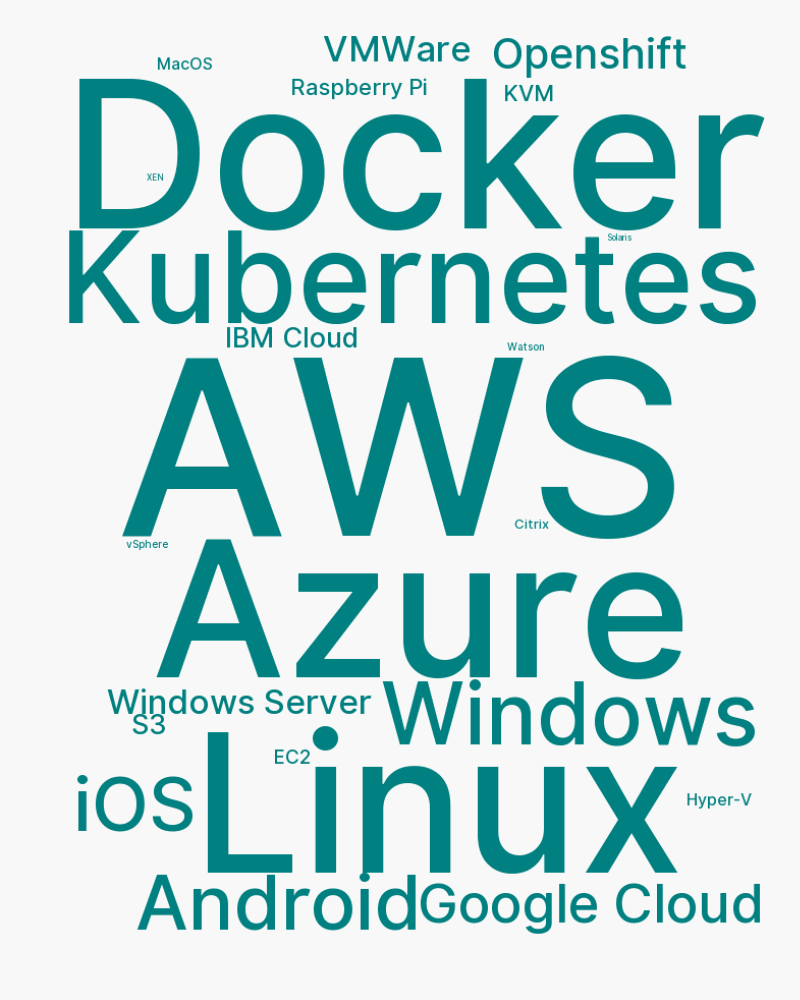 VMWare
Openshift
MacOS
Raspberry Pi
KVM
Docker
XEN
Solaris
Kubernetes
IBM Cloud
Watson
AWS
Citrix
vSphere
Azure
Windows Server
Windows
S3
EC2
Linux
iOS
Hyper-V
Android
Google Cloud